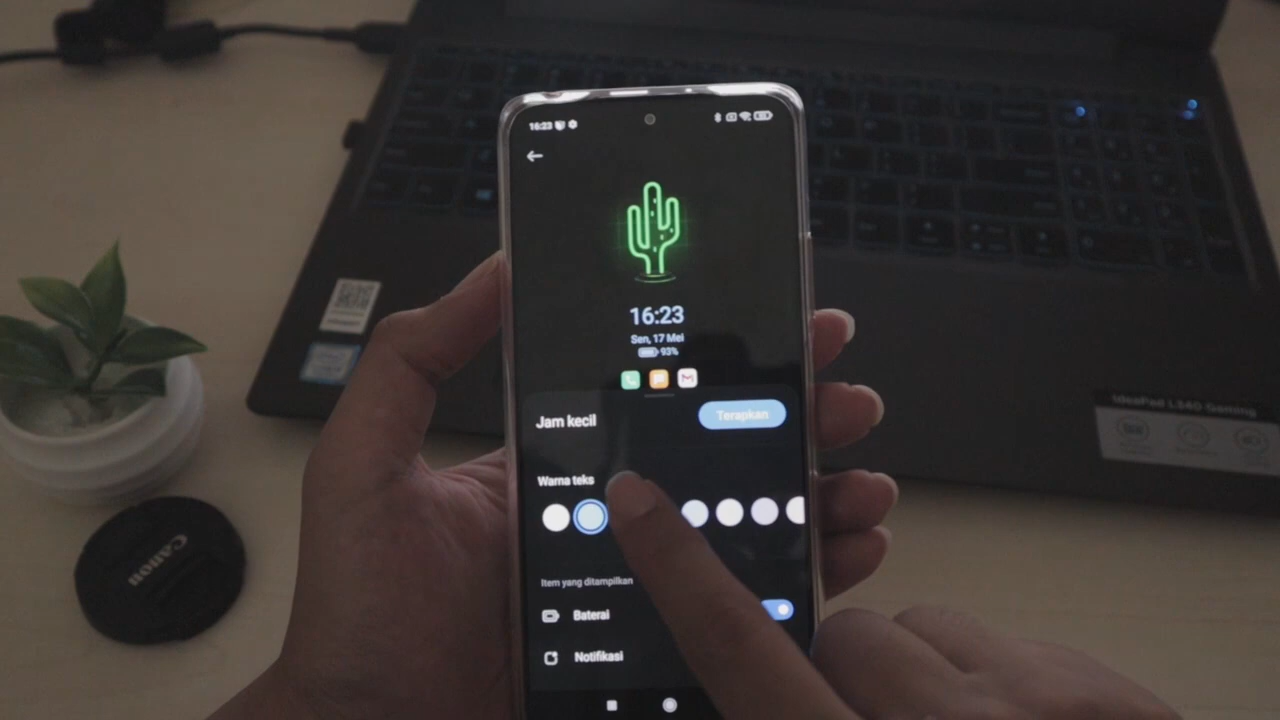 16:23
16:23
Sen, 17 Mei
93%
Jam kecil
Terapkan
Warna teks
Item yang ditampilkan
Baterai
Notifikasi
Canon
IdeaPad L340 Gaming